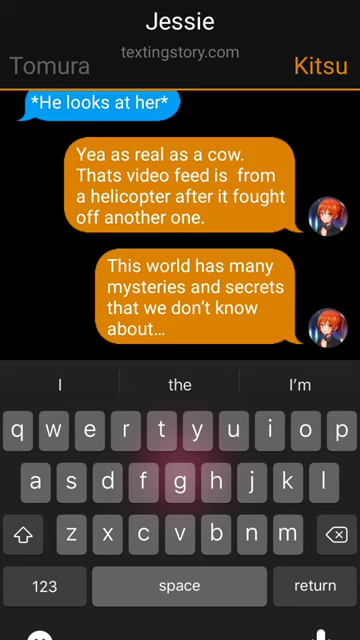 Jessie
textingstory.com
Tomura
Kitsu
*He looks at her*
Yea as real as a cow.
Thats video feed is from
a helicopter after it fought
off another one.
This world has many
mysteries and secrets
that we don't know
about...
I the I'm
q w e r t y u i o p
a s d f g h j k l
z x c v b n m
123 space return